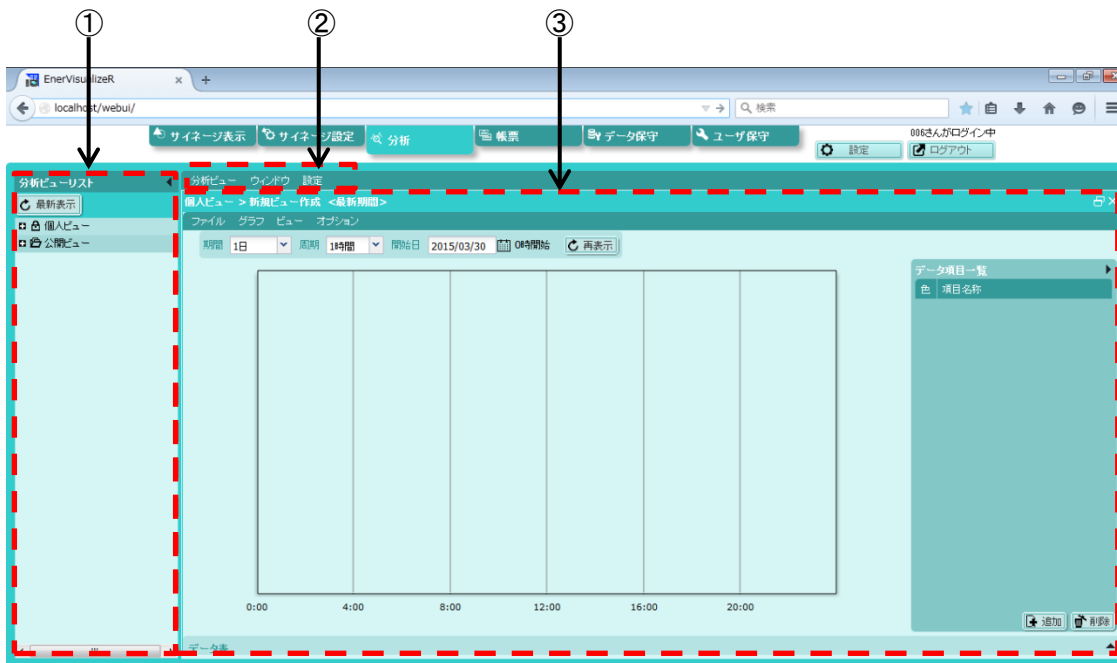 ① ② ③
EnerVisualizeR
localhost/webui/
検索
サイネージ表示 サイネージ設定 分析 帳票 データ保守 ユーザ保守
設定
006さんがログイン中
ログアウト
分析ビューリスト
最新表示
個人ビュー
公開ビュー
分析ビュー ウィンドウ 設定
個人ビュー > 新規ビュー作成 <最新期間>
ファイル グラフ ビュー オプション
期間 1日 周期 1時間 開始日 2015/03/30 0時開始 再表示
データ項目一覧
色 項目名称
0:00 4:00 8:00 12:00 16:00 20:00
追加 削除
データ表